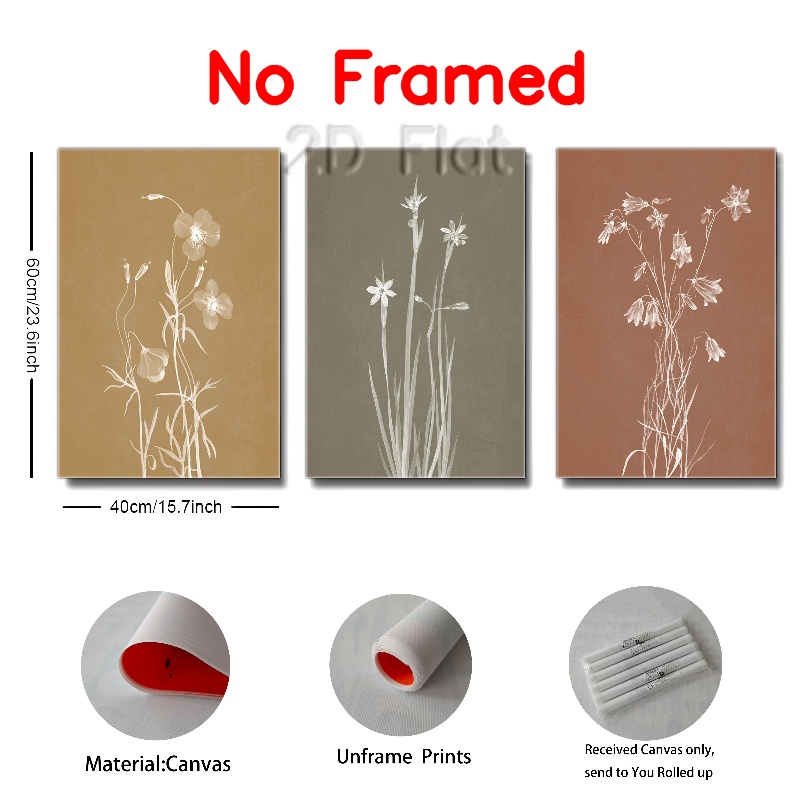 No Framed
2D Flat
60cm/23.6inch
40cm/15.7inch
Material:Canvas
Unframe Prints
Received Canvas only,
send to You Rolled up